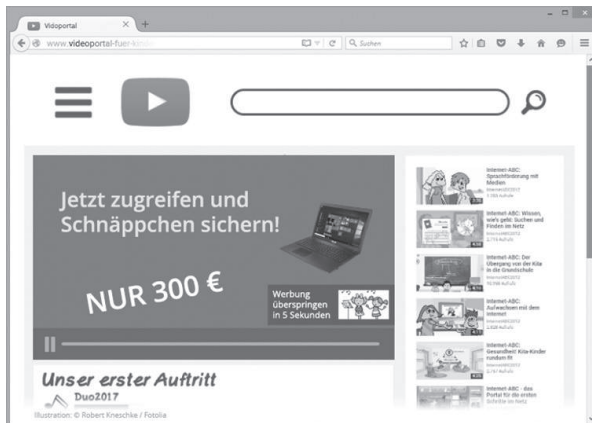 Vidoportal
www.videoportal-fuer-
Suchen
Jetzt zugreifen und
Schnäppchen sichern!
NUR 300 €
Werbung
überspringen
in 5 Sekunden
Unser erster Auftritt
Duo2017
Internet-ABC:
Sprachförderung mit
Medien
Internet-ABC: Wissen,
wie's geht: Suchen und
Finden im Netz
Internet-ABC: Der
Übergang von der Kita
in die Grundschule
Internet-ABC:
Aufwachsen mit dem
Internet
Internet-ABC:
Gesundheit! Kita-Kinder
rundum fit
Internet-ABC - das
Portal für die ersten
Schritte im Netz
Illustration: © Robert Kneschke / Fotolia